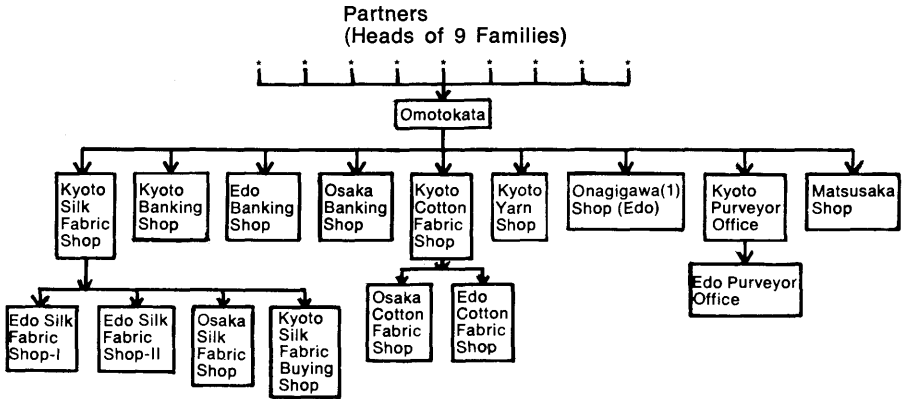 Partners
(Heads of 9 Families)
* * * * * * * * *
Omotokata
Kyoto
Silk
Fabric
Shop
Kyoto
Banking
Shop
Edo
Banking
Shop
Osaka
Banking
Shop
Kyoto
Cotton
Fabric
Shop
Kyoto
Yarn
Shop
Onagigawa(1)
Shop (Edo)
Kyoto
Purveyor
Office
Matsusaka
Shop
Edo Purveyor
Office
Edo Silk
Fabric
Shop-I
Edo Silk
Fabric
Shop-II
Osaka
Silk
Fabric
Shop
Kyoto
Silk
Fabric
Buying
Shop
Osaka
Cotton
Fabric
Shop
Edo
Cotton
Fabric
Shop